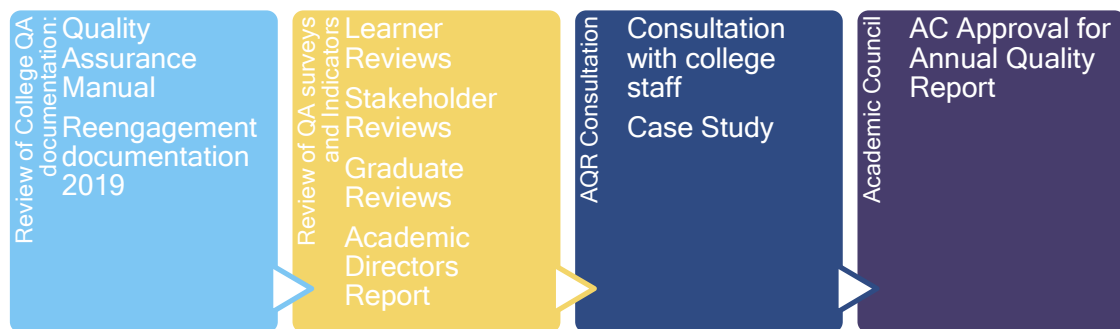 Review of College QA
documentation:
Quality
Assurance
Manual
Reengagement
documentation
2019
Review of QA surveys
and Indicators
Learner
Reviews
Stakeholder
Reviews
Graduate
Reviews
Academic
Directors
Report
AQR Consultation
Consultation
with college
staff
Case Study
Academic Council
AC Approval for
Annual Quality
Report